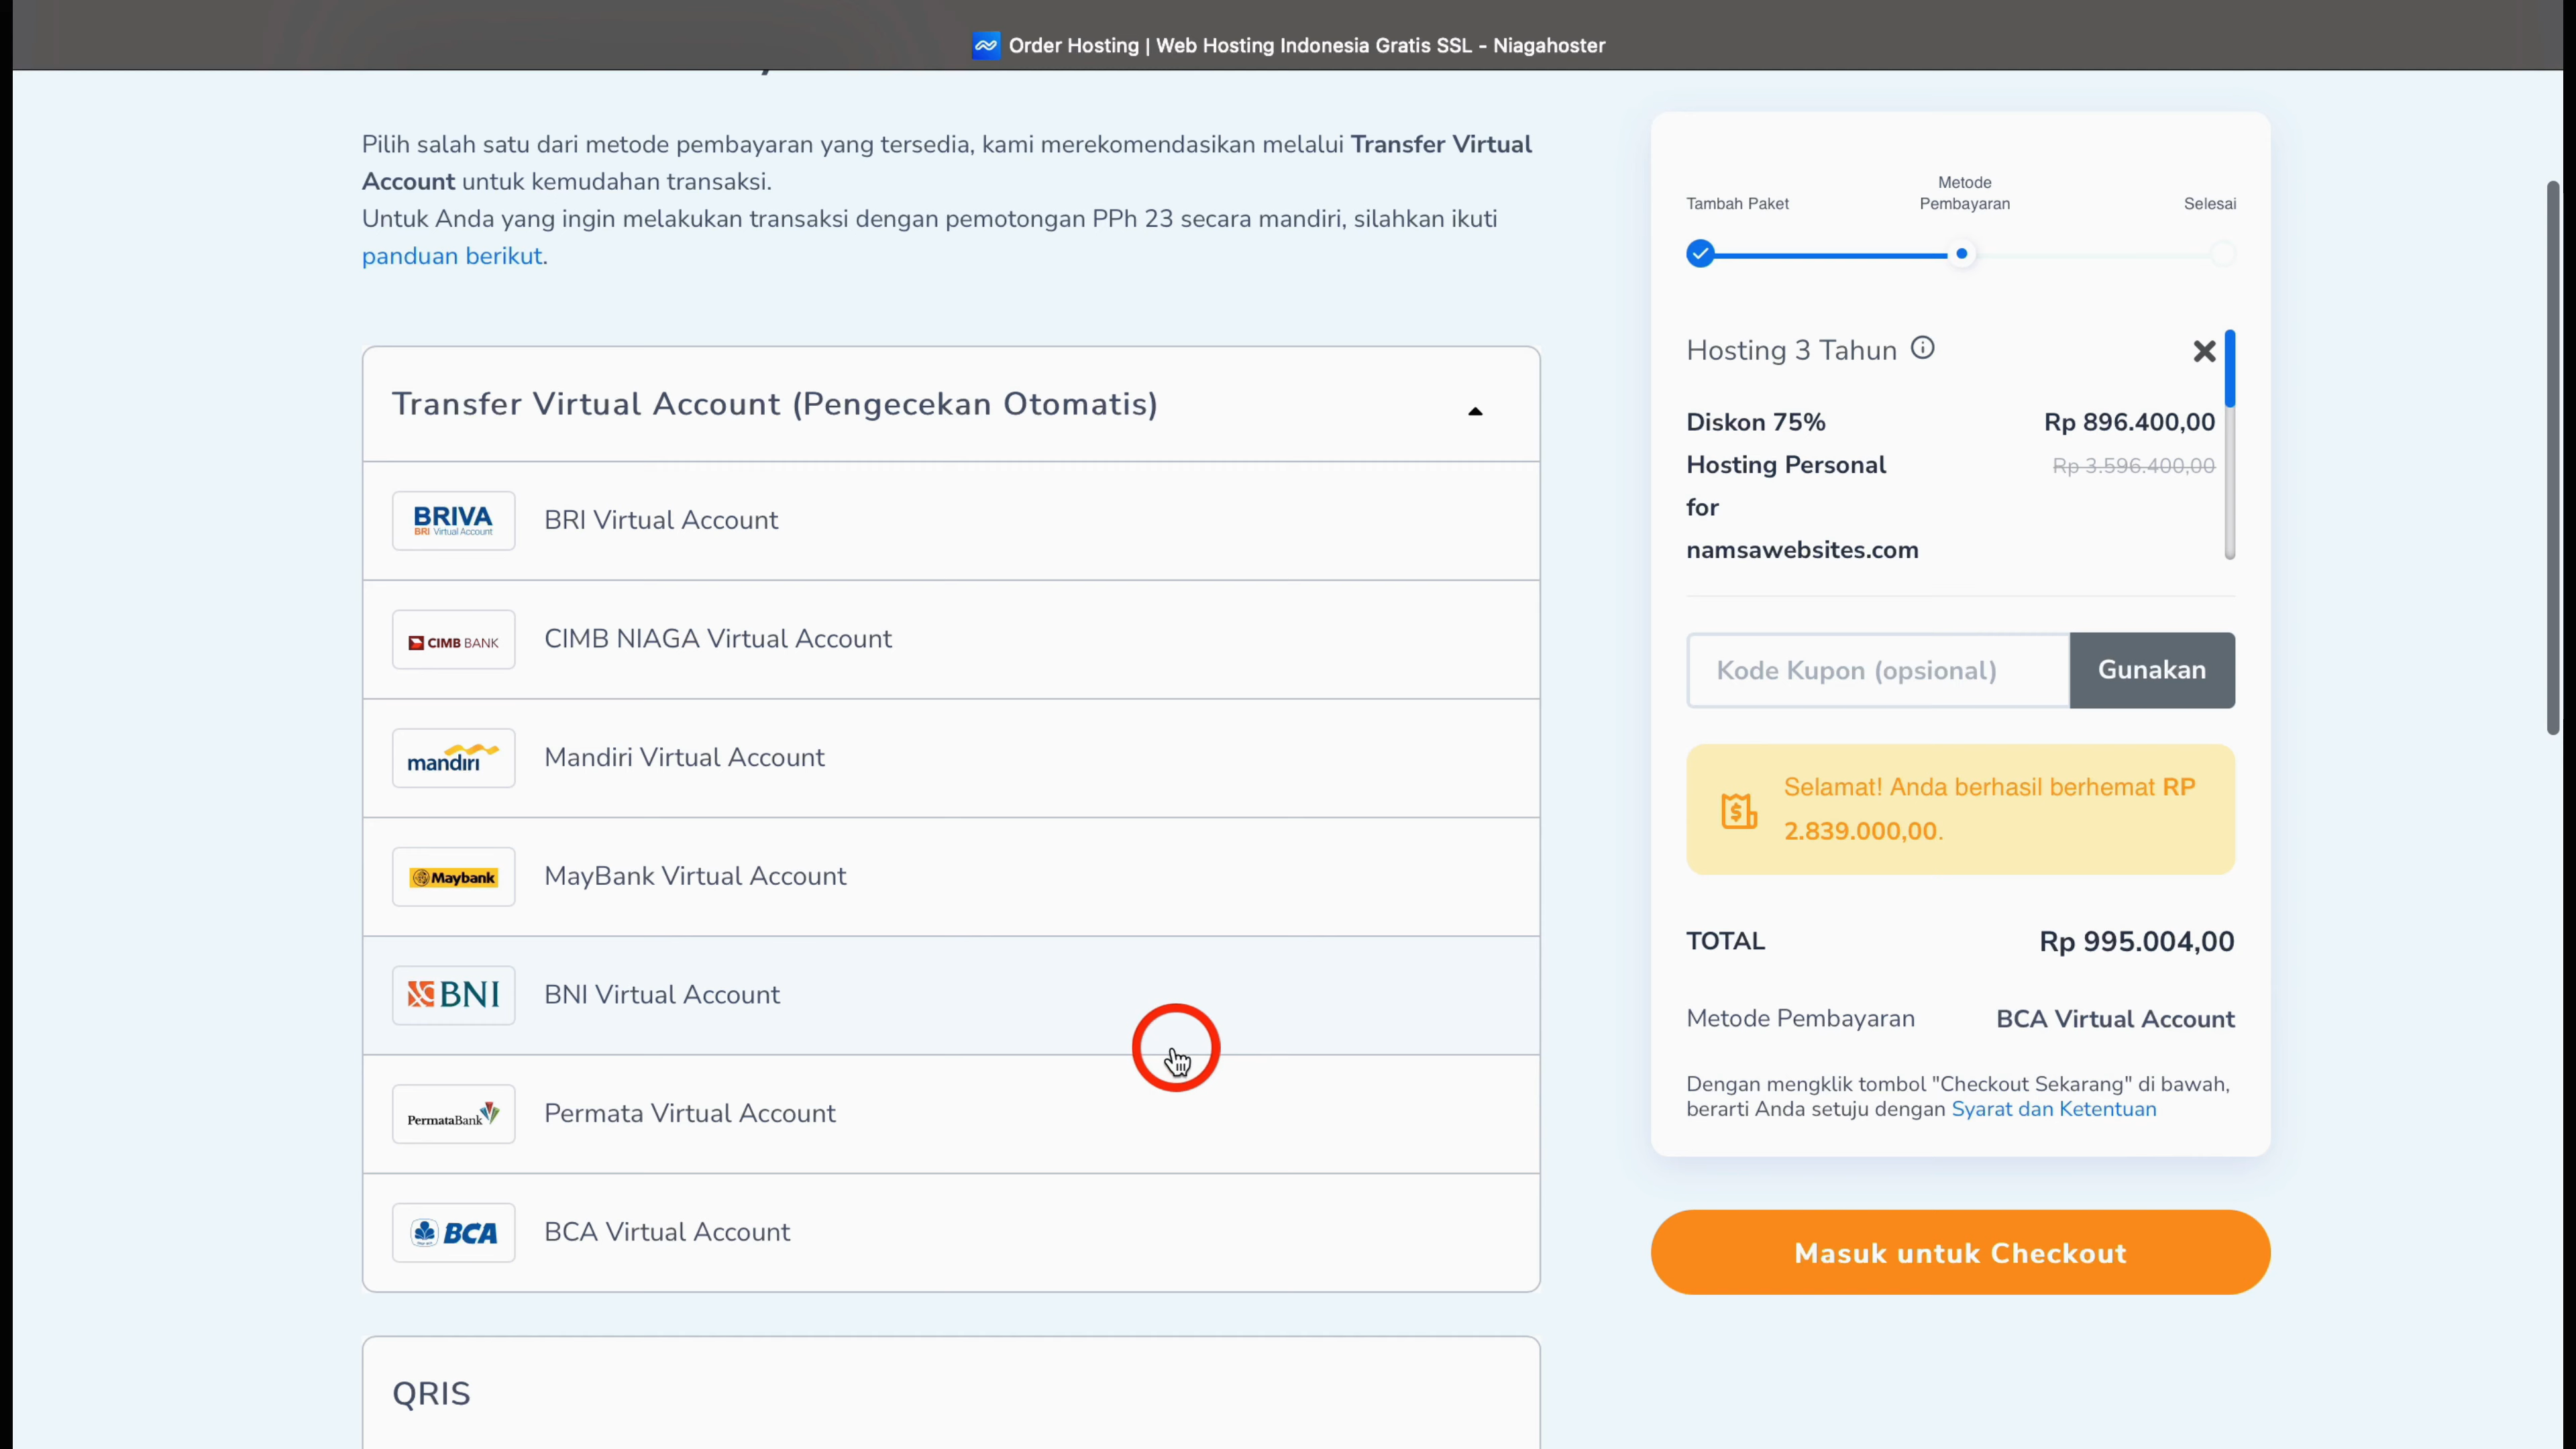 Order Hosting | Web Hosting Indonesia Gratis SSL - Niagahoster
Pilih salah satu dari metode pembayaran yang tersedia, kami merekomendasikan melalui Transfer Virtual
Account untuk kemudahan transaksi.
Untuk Anda yang ingin melakukan transaksi dengan pemotongan PPh 23 secara mandiri, silahkan ikuti
panduan berikut.
Transfer Virtual Account (Pengecekan Otomatis)
BRIVA
BRI Virtual Account
BRI Virtual Account
CIMB BANK
CIMB NIAGA Virtual Account
mandiri
Mandiri Virtual Account
Maybank
MayBank Virtual Account
BNI
BNI Virtual Account
PermataBank
Permata Virtual Account
BCA
BCA Virtual Account
QRIS
Tambah Paket
Metode
Pembayaran
Selesai
Hosting 3 Tahun
Diskon 75%
Rp 896.400,00
Hosting Personal
Rp 3.596.400,00
for
namsawebsites.com
Kode Kupon (opsional)
Gunakan
Selamat! Anda berhasil berhemat RP
2.839.000,00.
TOTAL
Rp 995.004,00
Metode Pembayaran
BCA Virtual Account
Dengan mengklik tombol "Checkout Sekarang" di bawah,
berarti Anda setuju dengan Syarat dan Ketentuan
Masuk untuk Checkout